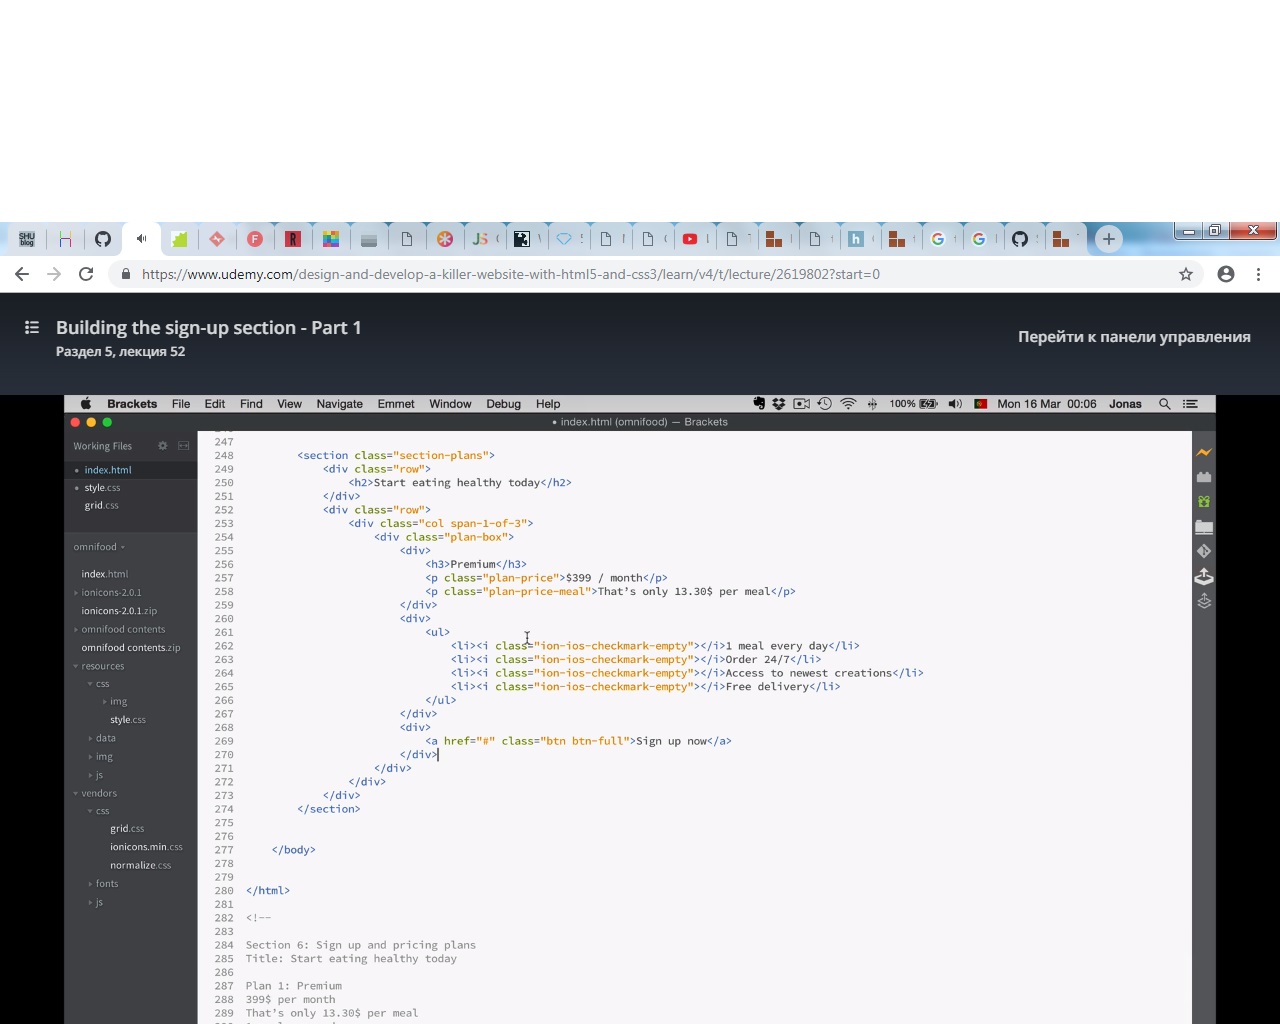 SHU
blog
JS
https://www.udemy.com/design-and-develop-a-killer-website-with-html5-and-css3/learn/v4/t/lecture/2619802?start=0
Building the sign-up section - Part 1
Раздел 5, лекция 52
Перейти к панели управления
Brackets File Edit Find View Navigate Emmet Window Debug Help 100% Mon 16 Mar 00:06 Jonas
• index.html (omnifood) — Brackets
Working Files
index.html
style.css
grid.css
omnifood
index.html
ionicons-2.0.1
ionicons-2.0.1.zip
omnifood contents
omnifood contents.zip
resources
css
img
style.css
data
img
js
vendors
css
grid.css
ionicons.min.css
normalize.css
fonts
js
247
248 <section class="section-plans">
249 <div class="row">
250 <h2>Start eating healthy today</h2>
251 </div>
252 <div class="row">
253 <div class="col span-1-of-3">
254 <div class="plan-box">
255 <div>
256 <h3>Premium</h3>
257 <p class="plan-price">$399 / month</p>
258 <p class="plan-price-meal">That’s only 13.30$ per meal</p>
259 </div>
260 <div>
261 <ul>
262 <li><i class="ion-ios-checkmark-empty"></i>1 meal every day</li>
263 <li><i class="ion-ios-checkmark-empty"></i>Order 24/7</li>
264 <li><i class="ion-ios-checkmark-empty"></i>Access to newest creations</li>
265 <li><i class="ion-ios-checkmark-empty"></i>Free delivery</li>
266 </ul>
267 </div>
268 <div>
269 <a href="#" class="btn btn-full">Sign up now</a>
270 </div>
271 </div>
272 </div>
273 </div>
274 </section>
275
276
277 </body>
278
279
280 </html>
281
282 <!--
283
284 Section 6: Sign up and pricing plans
285 Title: Start eating healthy today
286
287 Plan 1: Premium
288 399$ per month
289 That’s only 13.30$ per meal